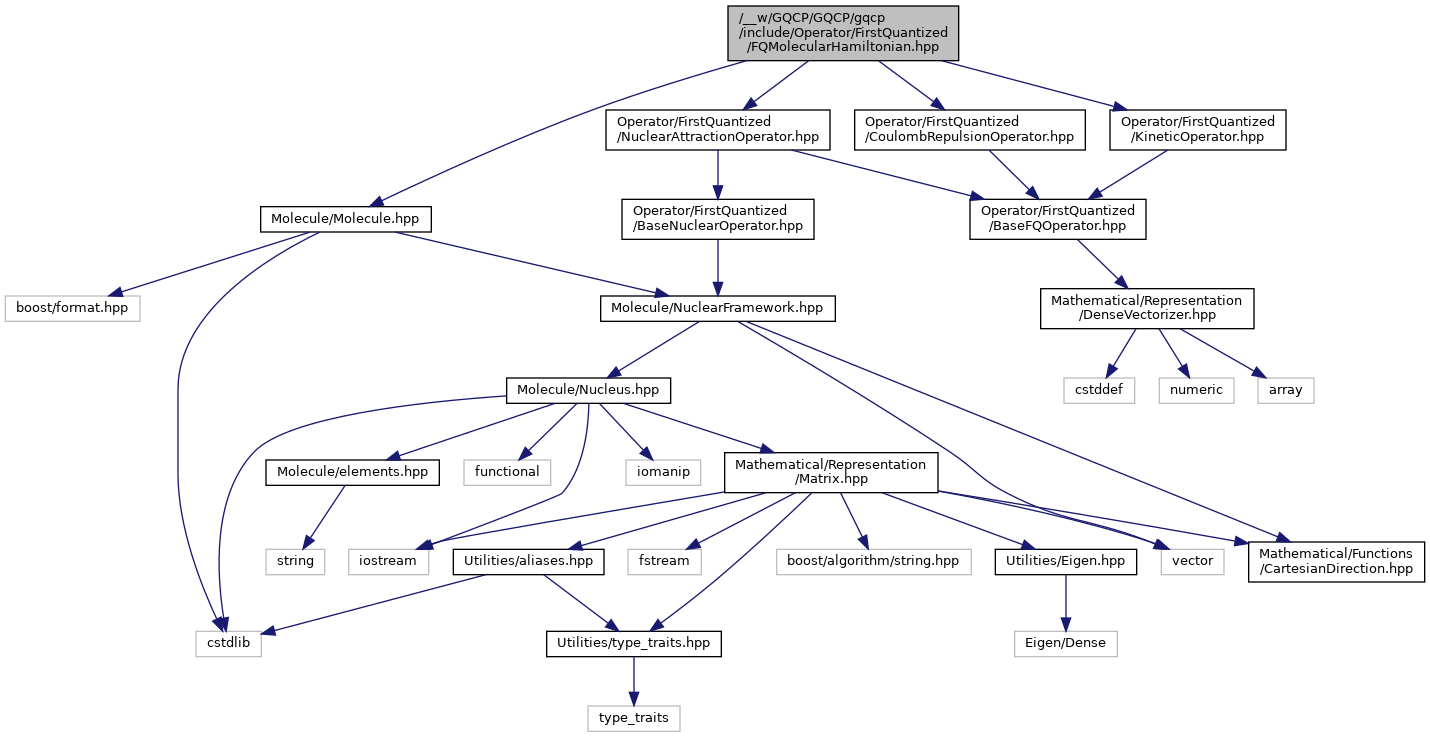 /__w/GQCP/GQCP/gqcp
/include/Operator/FirstQuantized
/FQMolecularHamiltonian.hpp
Operator/FirstQuantized
/NuclearAttractionOperator.hpp
Operator/FirstQuantized
/CoulombRepulsionOperator.hpp
Operator/FirstQuantized
/KineticOperator.hpp
Molecule/Molecule.hpp
Operator/FirstQuantized
/BaseNuclearOperator.hpp
Operator/FirstQuantized
/BaseFQOperator.hpp
boost/format.hpp
Molecule/NuclearFramework.hpp
Mathematical/Representation
/DenseVectorizer.hpp
Molecule/Nucleus.hpp
cstddef
numeric
array
Molecule/elements.hpp
functional
iomanip
Mathematical/Representation
/Matrix.hpp
string
iostream
Utilities/aliases.hpp
fstream
boost/algorithm/string.hpp
Utilities/Eigen.hpp
vector
Mathematical/Functions
/CartesianDirection.hpp
cstdlib
Utilities/type_traits.hpp
Eigen/Dense
type_traits